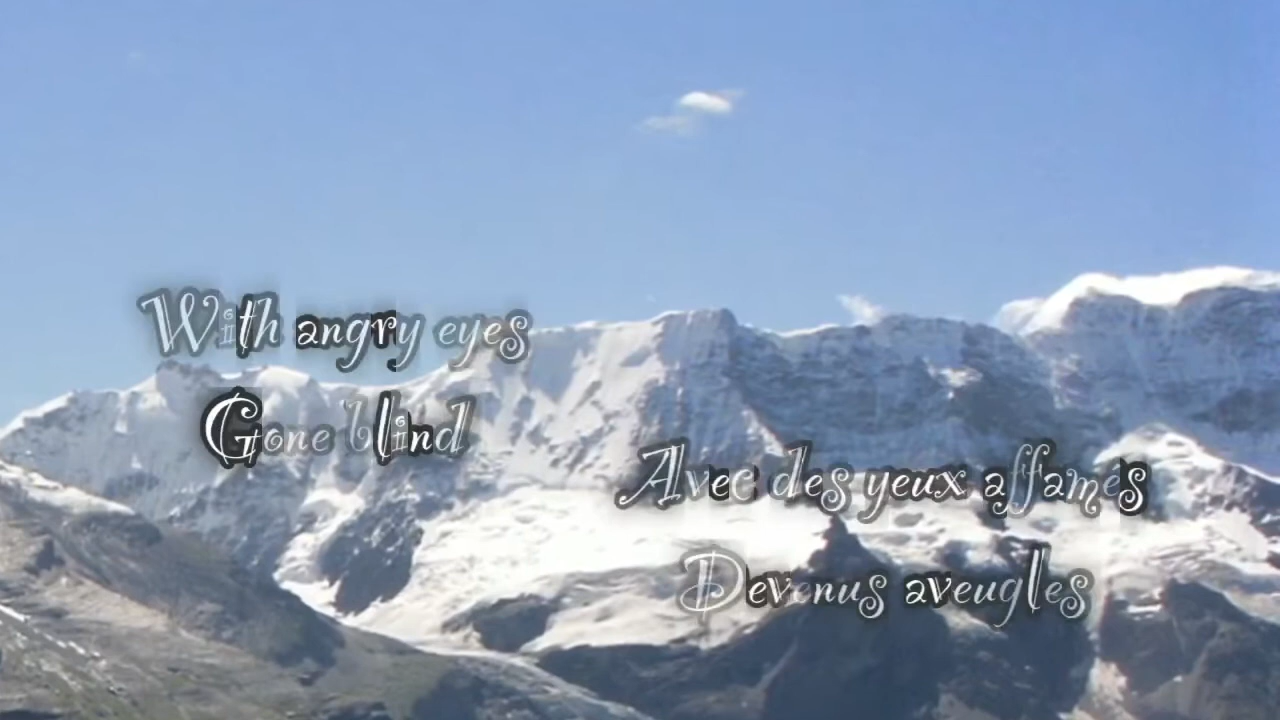 With angry eyes
Gone blind
Avec des yeux affamés
Devenus aveugles